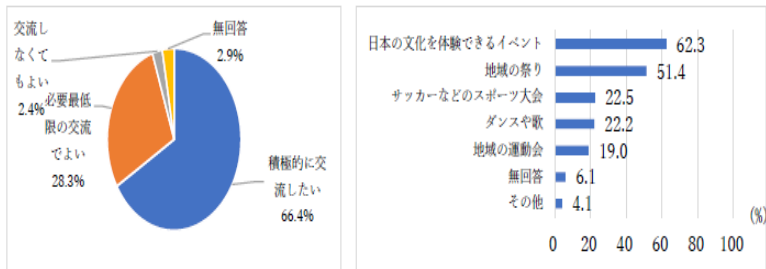 交流し
なくて
もよい
2.4%
無回答
2.9%
必要最低
限の交流
でよい
28.3%
積極的に交
流したい
66.4%
日本の文化を体験できるイベント 62.3
地域の祭り 51.4
サッカーなどのスポーツ大会 22.5
ダンスや歌 22.2
地域の運動会 19.0
無回答 6.1
その他 4.1
(%)
0 20 40 60 80 100